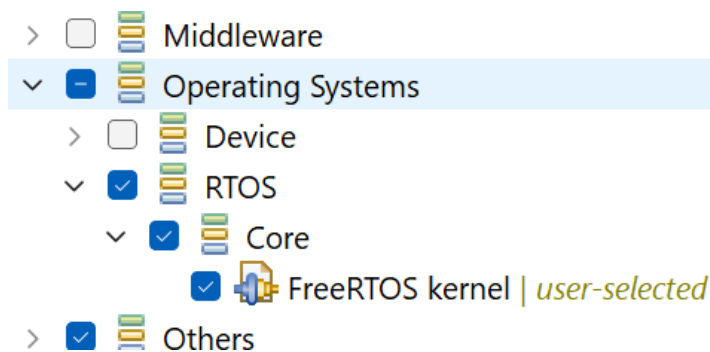 Middleware
Operating Systems
Device
RTOS
Core
FreeRTOS kernel | user-selected
Others